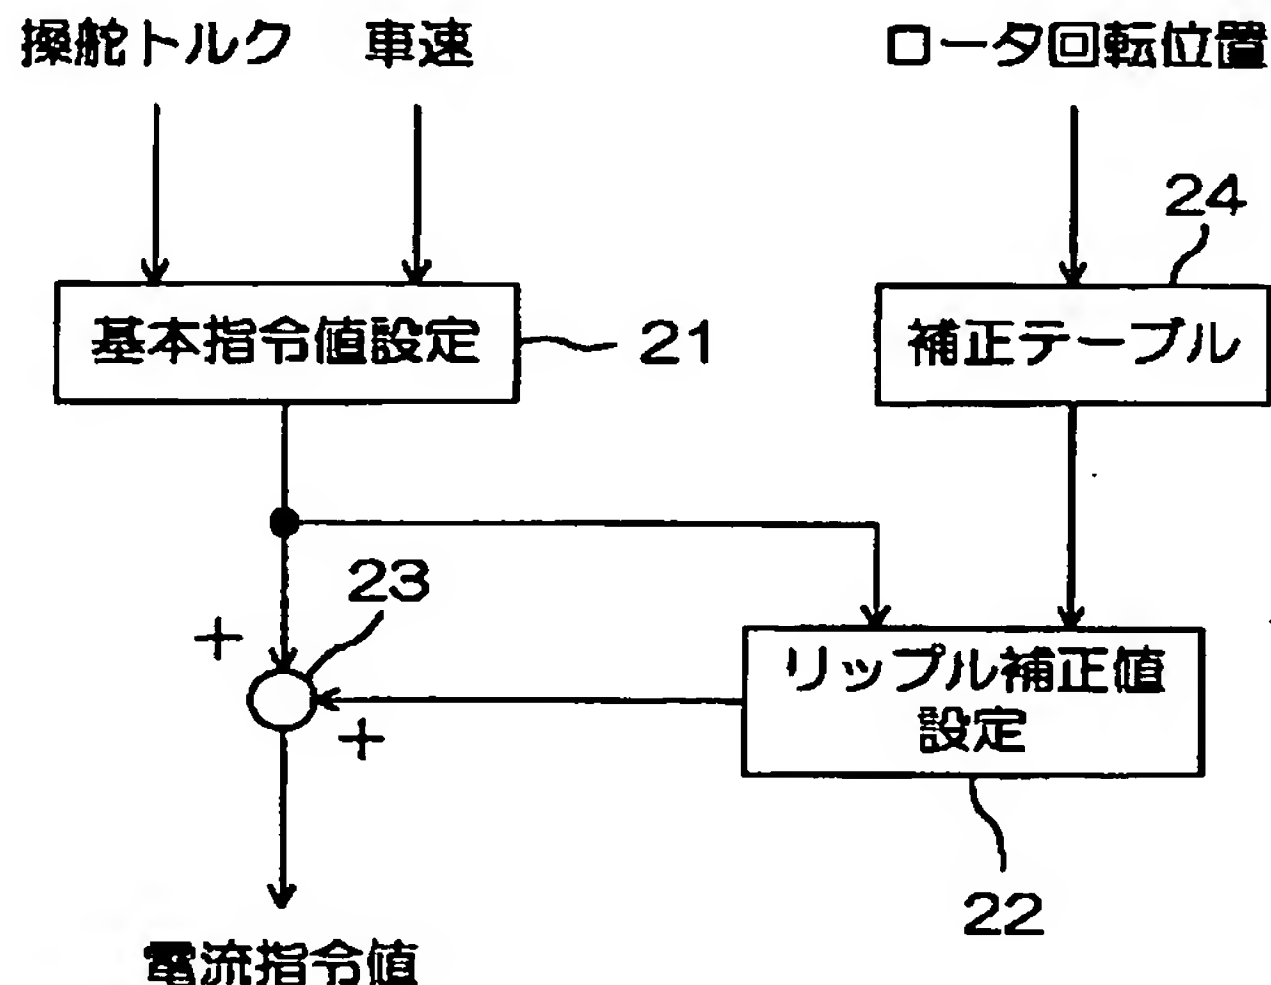 操舵トルク 車速 ロータ回転位置
24
基本指令値設定 21 補正テーブル
23
+
リップル補正値
設定
+
22
電流指令値